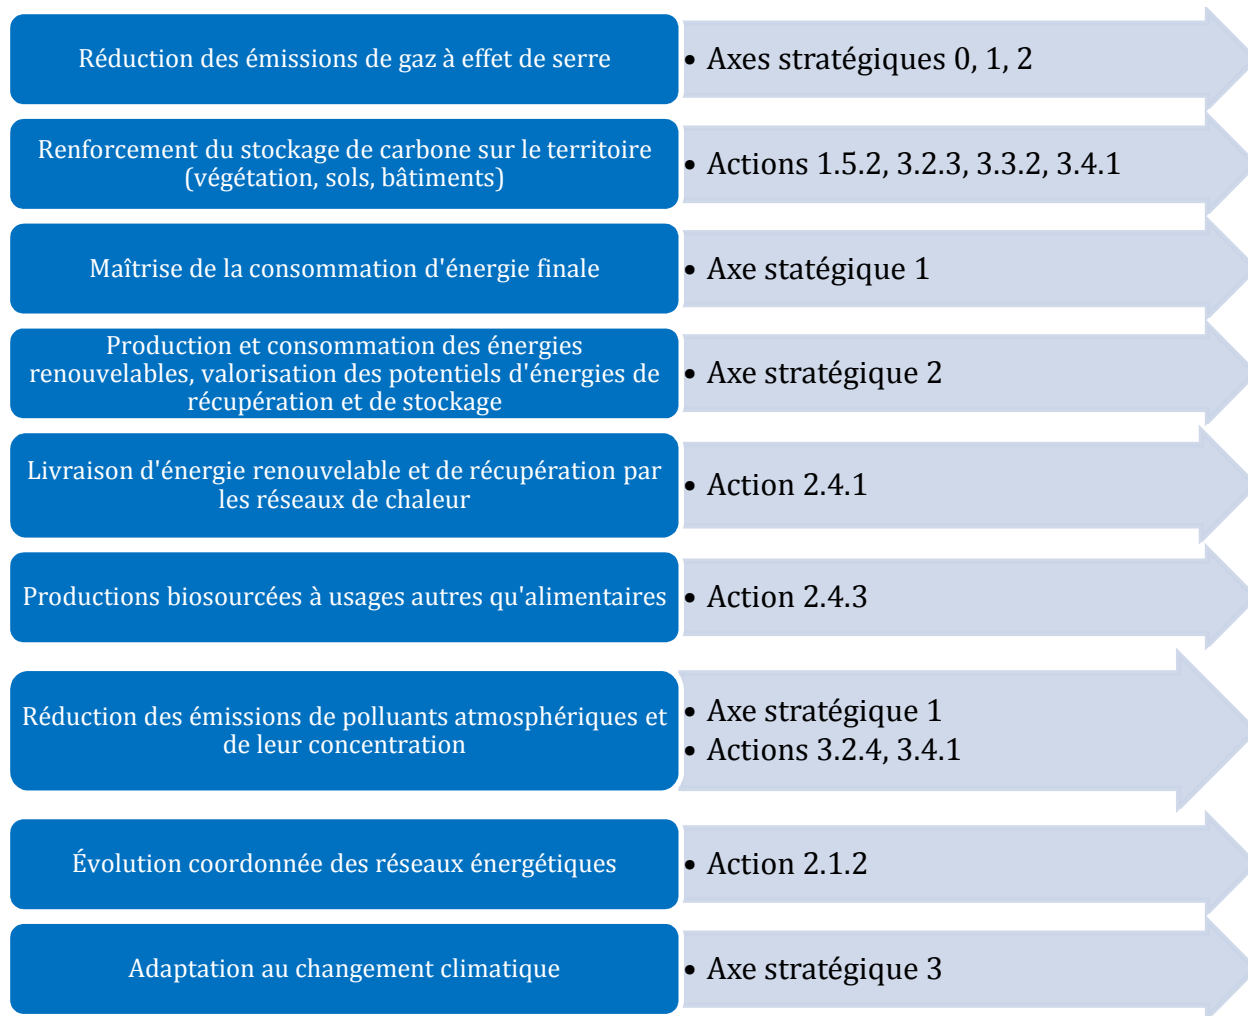 Réduction des émissions de gaz à effet de serre
• Axes stratégiques 0, 1, 2
Renforcement du stockage de carbone sur le territoire
(végétation, sols, bâtiments)
• Actions 1.5.2, 3.2.3, 3.3.2, 3.4.1
Maîtrise de la consommation d'énergie finale
• Axe statégique 1
Production et consommation des énergies
renouvelables, valorisation des potentiels d'énergies de
récupération et de stockage
• Axe stratégique 2
Livraison d'énergie renouvelable et de récupération par
les réseaux de chaleur
• Action 2.4.1
Productions biosourcées à usages autres qu'alimentaires
• Action 2.4.3
Réduction des émissions de polluants atmosphériques et
de leur concentration
• Axe stratégique 1
• Actions 3.2.4, 3.4.1
Évolution coordonnée des réseaux énergétiques
• Action 2.1.2
Adaptation au changement climatique
• Axe stratégique 3